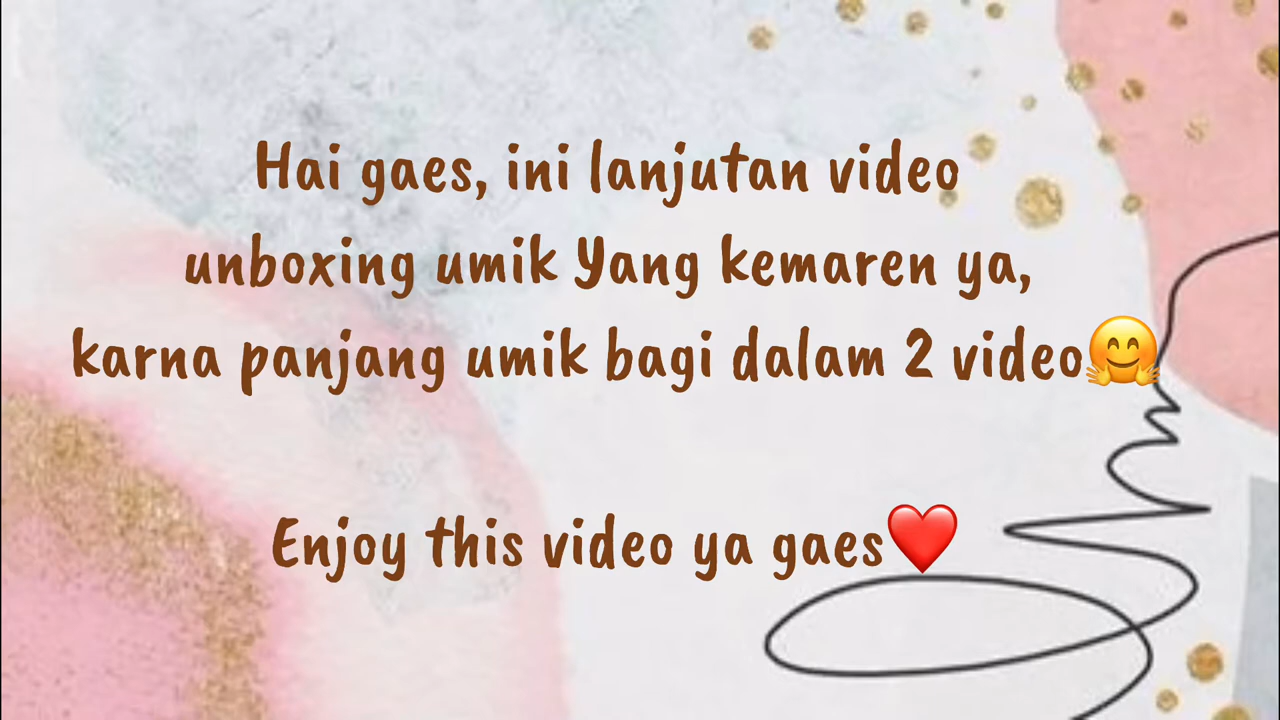 Hai gaes, ini lanjutan video
unboxing umik Yang kemaren ya,
karna panjang umik bagi dalam 2 video🤗
Enjoy this video ya gaes❤️